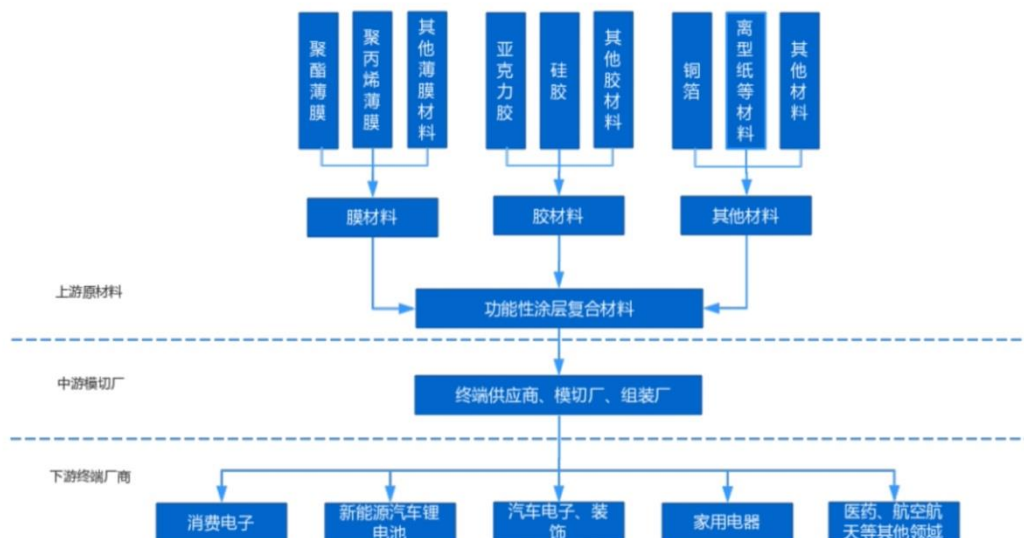 聚酯薄膜
聚丙烯薄膜
其他薄膜材料
亚克力胶
硅胶
其他胶材料
铜箔
离型纸等材料
其他材料
膜材料
胶材料
其他材料
上游原材料
功能性涂层复合材料
中游模切厂
终端供应商、模切厂、组装厂
下游终端厂商
消费电子
新能源汽车锂
电池
汽车电子、装
饰
家用电器
医药、航空航
天等其他领域